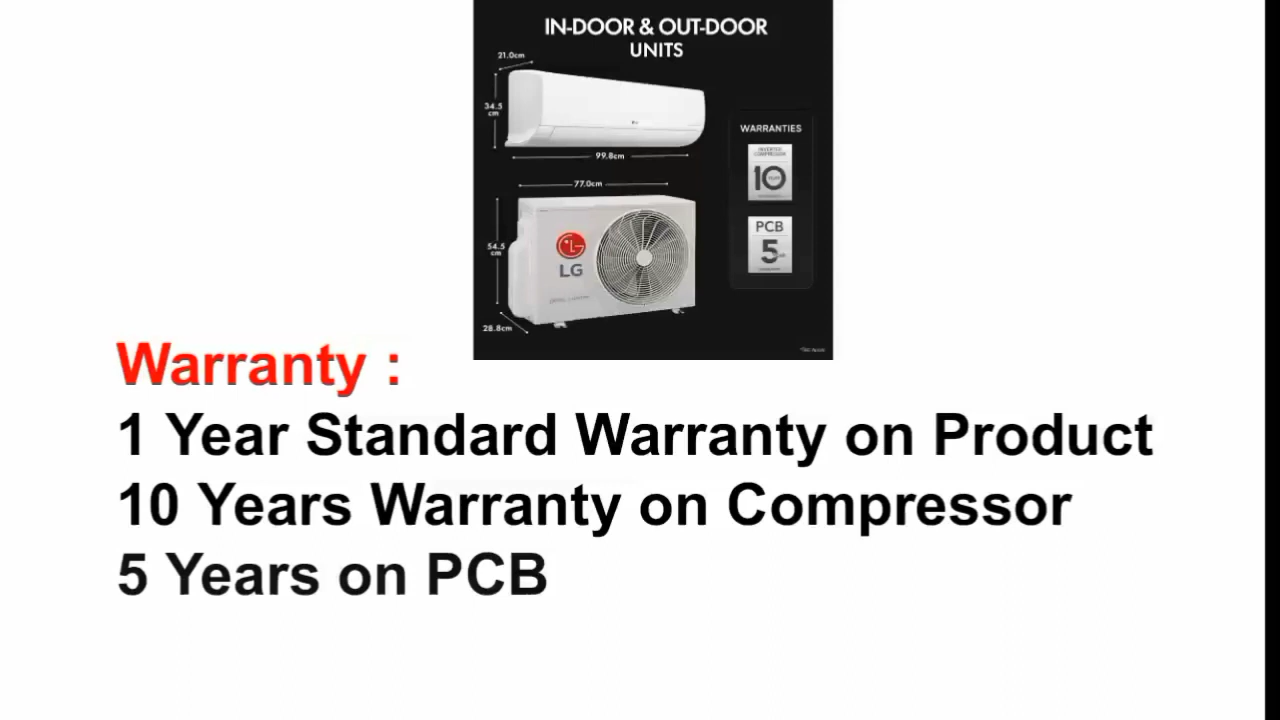 IN-DOOR & OUT-DOOR
UNITS
21.0cm
34.5
cm
99.8cm
WARRANTIES
INVERTER
COMPRESSOR
10
77.0cm
54.5
cm
LG
28.8cm
PCB
5
Warranty :
1 Year Standard Warranty on Product
10 Years Warranty on Compressor
5 Years on PCB